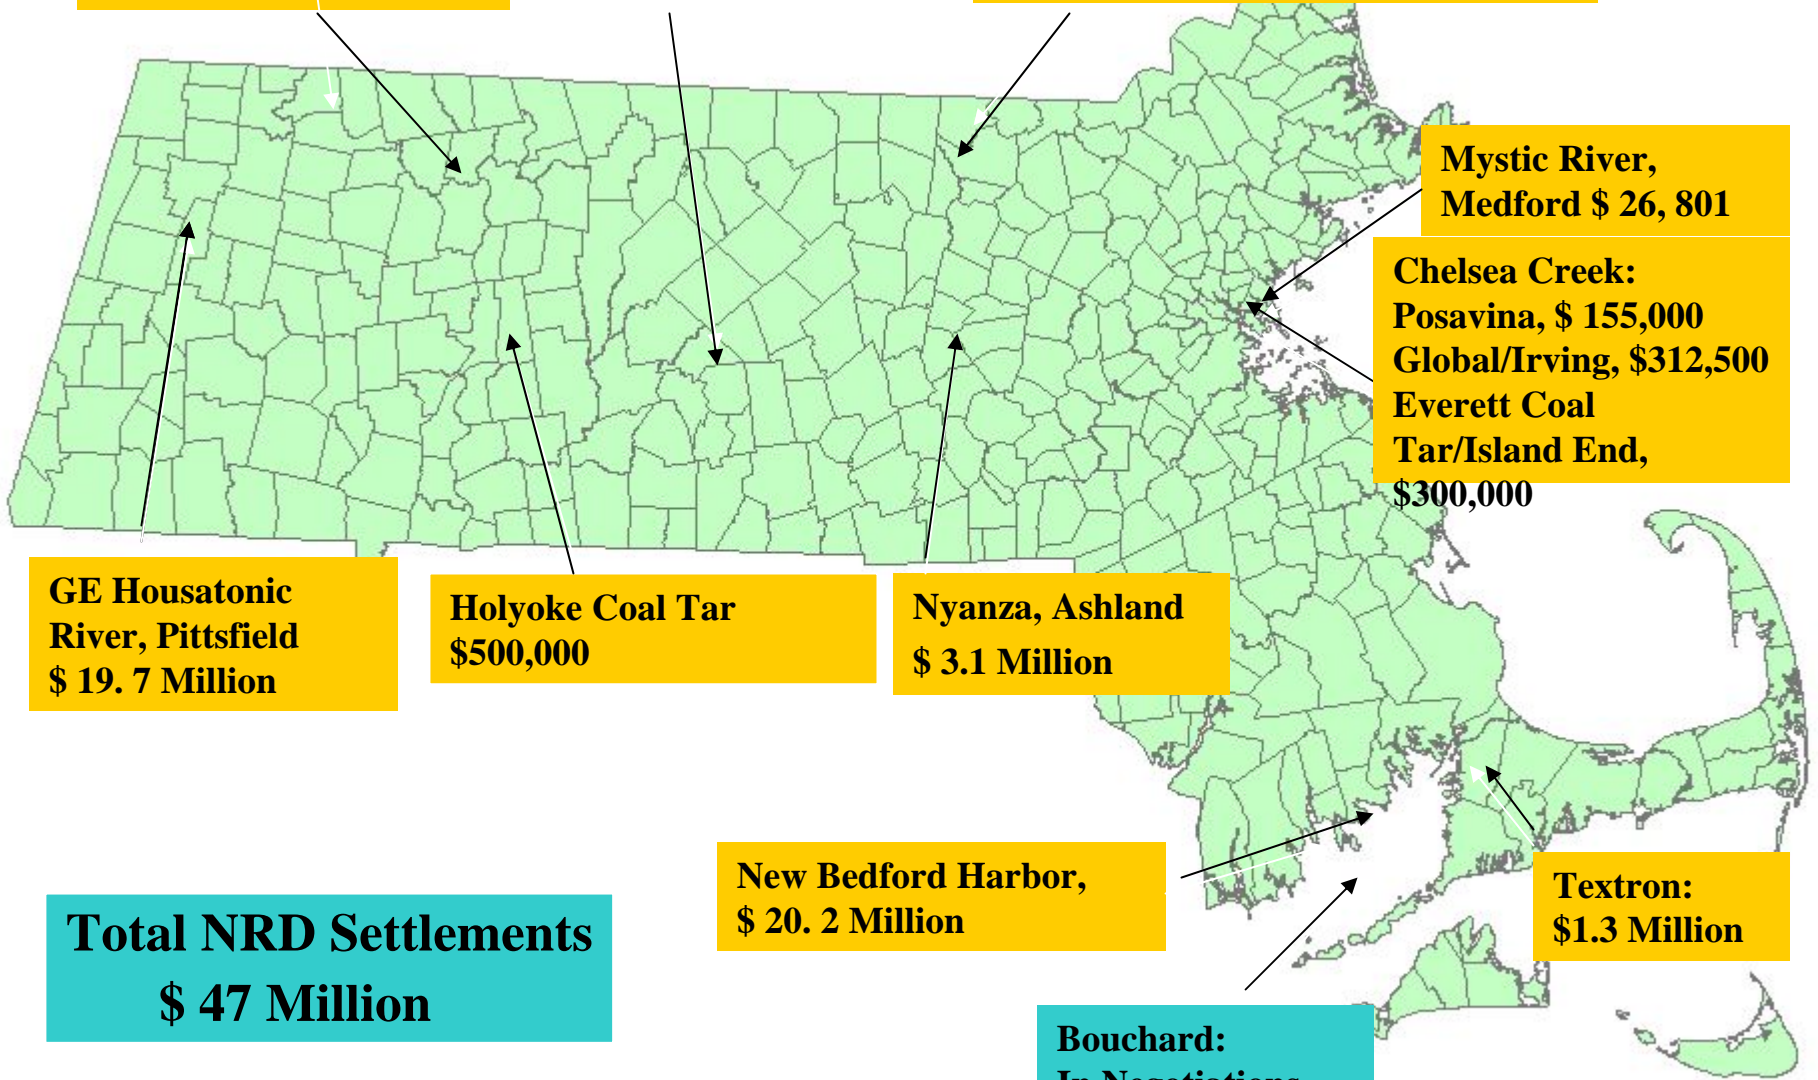 Mystic River,
Medford $ 26, 801
Chelsea Creek:
Posavina, $ 155,000
Global/Irving, $312,500
Everett Coal
Tar/Island End,
$300,000
GE Housatonic
River, Pittsfield
$ 19. 7 Million
Holyoke Coal Tar
$500,000
Nyanza, Ashland
$ 3.1 Million
New Bedford Harbor,
$ 20. 2 Million
Textron:
$1.3 Million
Total NRD Settlements
$ 47 Million
Bouchard:
In Negotiations